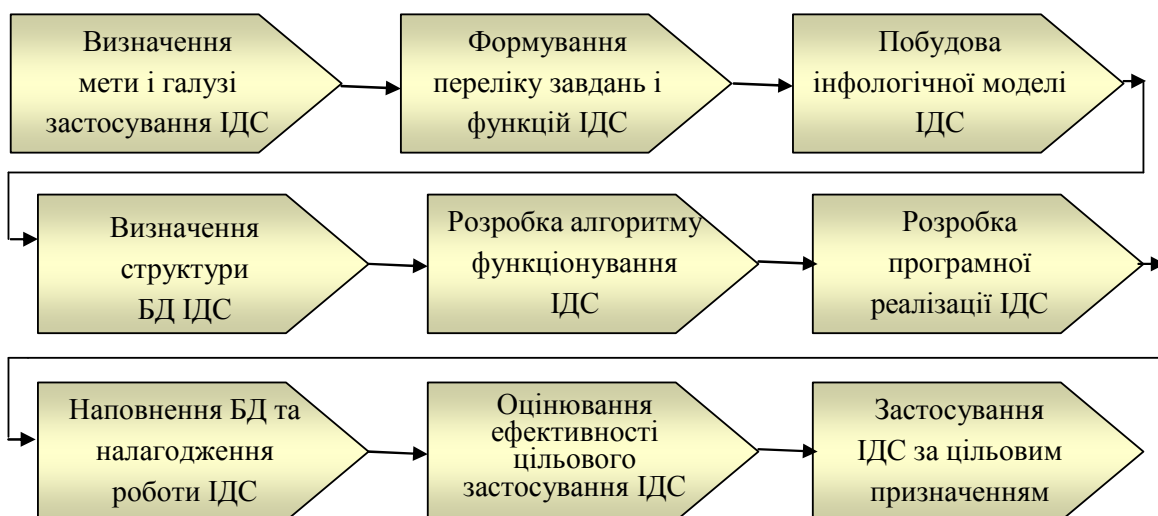 Визначення
мети і галузі
застосування ІДС
Формування
переліку завдань і
функцій ІДС
Побудова
інфологічної моделі
ІДС
Визначення
структури
БД ІДС
Розробка алгоритму
функціонування
ІДС
Розробка
програмної
реалізації ІДС
Наповнення БД та
налагодження
роботи ІДС
Оцінювання
ефективності
цільового
застосування ІДС
Застосування
ІДС за цільовим
призначенням